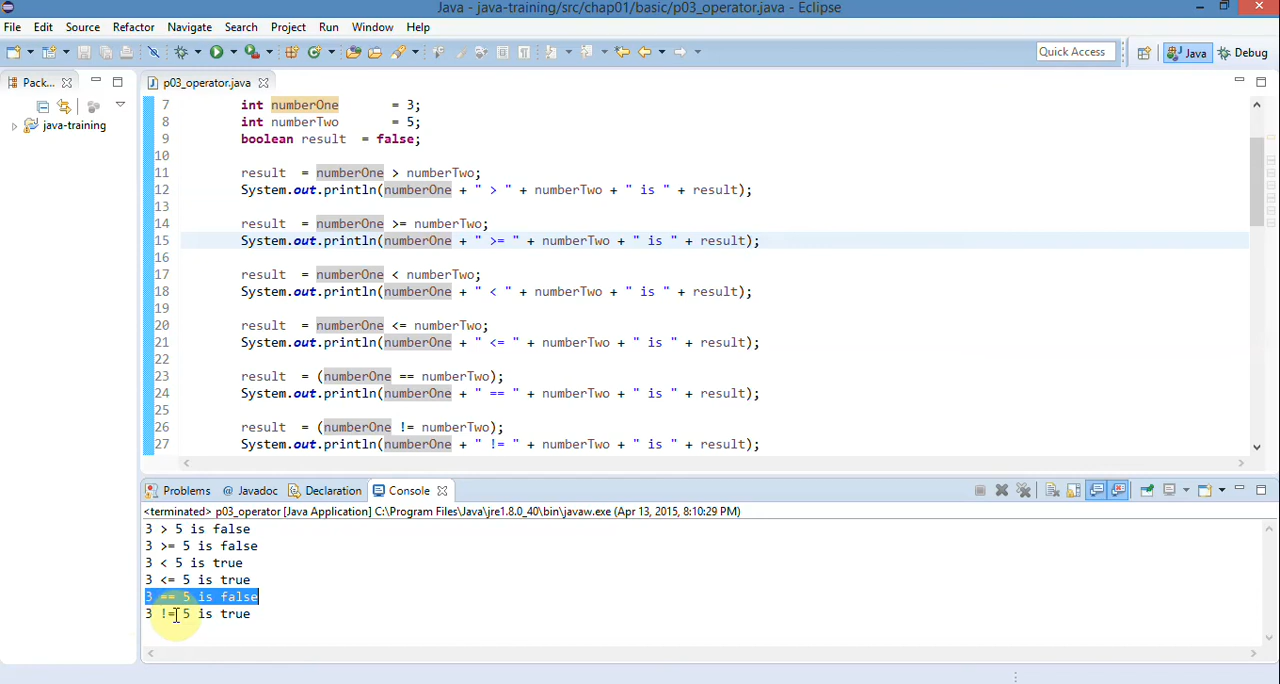 Java - java-training/src/chap01/basic/p03_operator.java - Eclipse
File Edit Source Refactor Navigate Search Project Run Window Help
Quick Access Java Debug
Pack... p03_operator.java
java-training
7 int numberOne = 3;
8 int numberTwo = 5;
9 boolean result = false;
10
11 result = numberOne > numberTwo;
12 System.out.println(numberOne + " > " + numberTwo + " is " + result);
13
14 result = numberOne >= numberTwo;
15 System.out.println(numberOne + " >= " + numberTwo + " is " + result);
16
17 result = numberOne < numberTwo;
18 System.out.println(numberOne + " < " + numberTwo + " is " + result);
19
20 result = numberOne <= numberTwo;
21 System.out.println(numberOne + " <= " + numberTwo + " is " + result);
22
23 result = (numberOne == numberTwo);
24 System.out.println(numberOne + " == " + numberTwo + " is " + result);
25
26 result = (numberOne != numberTwo);
27 System.out.println(numberOne + " != " + numberTwo + " is " + result);
Problems @ Javadoc Declaration Console
<terminated> p03_operator [Java Application] C:\Program Files\Java\jre1.8.0_40\bin\javaw.exe (Apr 13, 2015, 8:10:29 PM)
3 > 5 is false
3 >= 5 is false
3 < 5 is true
3 <= 5 is true
3 == 5 is false
3 != 5 is true